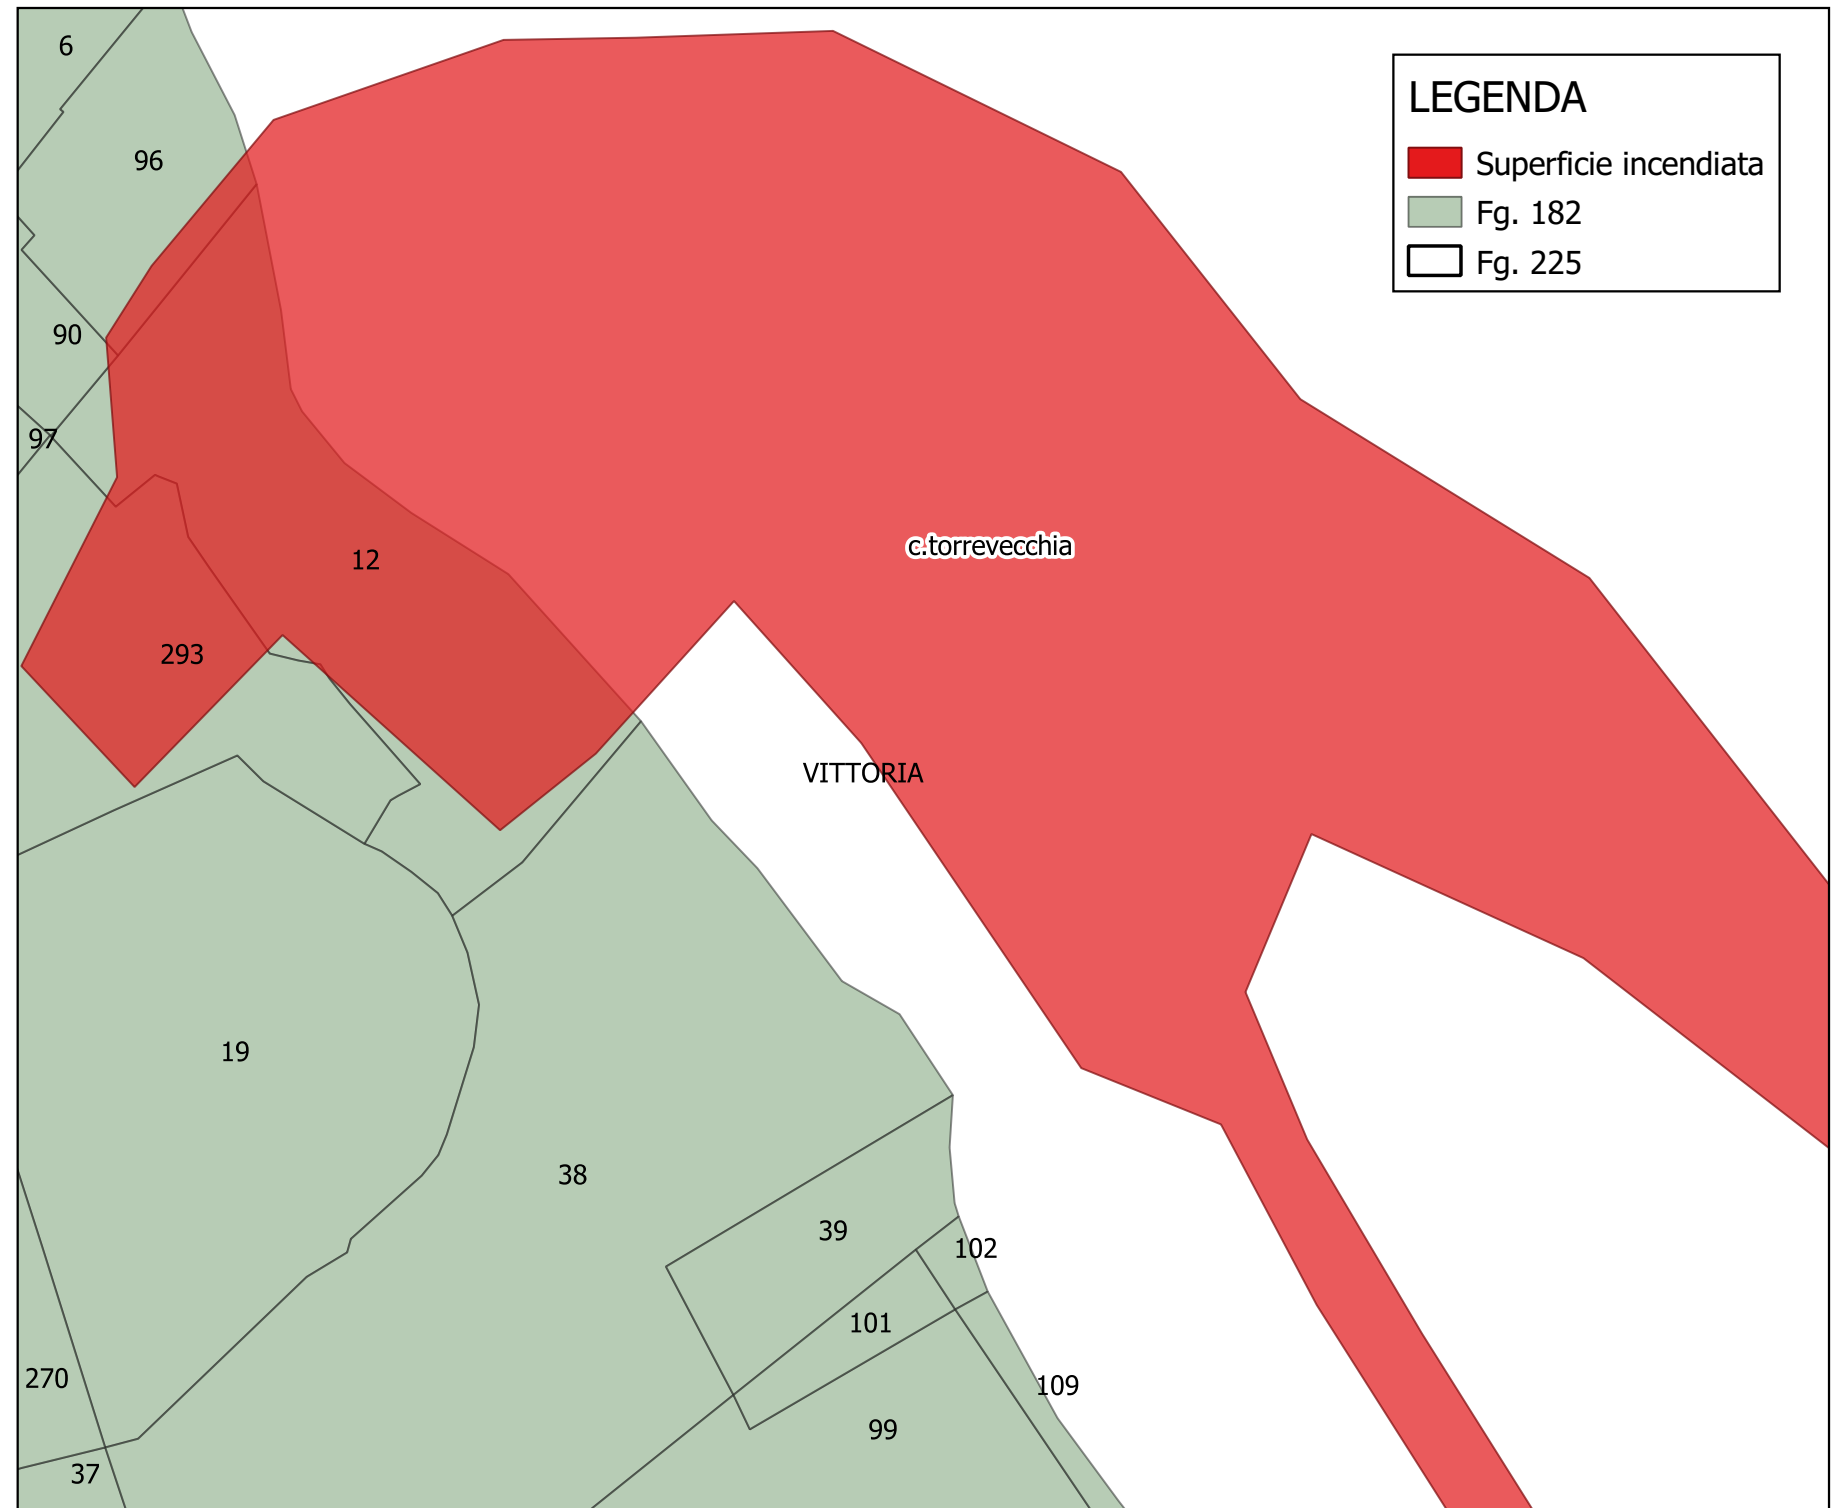 6
LEGENDA
96
Superficie incendiata
Fg. 182
Fg. 225
90
97
c.torrevecchia
12
293
VITTORIA
19
38
39
102
101
270
109
99
37